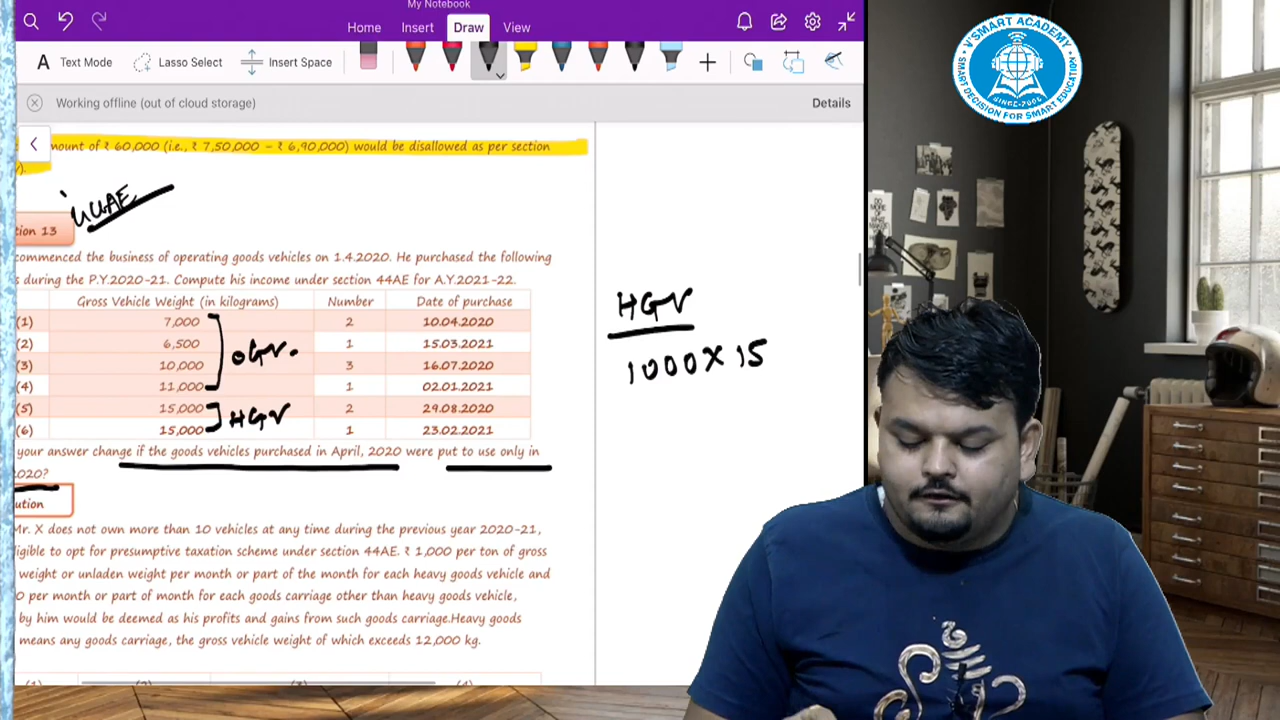 My Notebook
Home Insert Draw View
A Text Mode Lasso Select Insert Space
Working offline (out of cloud storage) Details
mount of ₹ 60,000 (i.e., ₹ 7,50,000 – ₹ 6,90,000) would be disallowed as per section
).
44AE
tion 13
commenced the business of operating goods vehicles on 1.4.2020. He purchased the following
s during the P.Y.2020-21. Compute his income under section 44AE for A.Y.2021-22.
Gross Vehicle Weight (in kilograms) Number Date of purchase
(1) 7,000 2 10.04.2020
(2) 6,500 1 15.03.2021
(3) 10,000 3 16.07.2020
(4) 11,000 1 02.01.2021
(5) 15,000 2 29.08.2020
(6) 15,000 1 23.02.2021
OGV.
HGV
your answer change if the goods vehicles purchased in April, 2020 were put to use only in
2020?
ution
Mr. X does not own more than 10 vehicles at any time during the previous year 2020-21,
ligible to opt for presumptive taxation scheme under section 44AE. ₹ 1,000 per ton of gross
weight or unladen weight per month or part of the month for each heavy goods vehicle and
0 per month or part of month for each goods carriage other than heavy goods vehicle,
by him would be deemed as his profits and gains from such goods carriage.Heavy goods
means any goods carriage, the gross vehicle weight of which exceeds 12,000 kg.
(1) (2) (3) (4)
HGV
1000 X 15
V'SMART ACADEMY
SMART DECISION FOR SMART EDUCATION